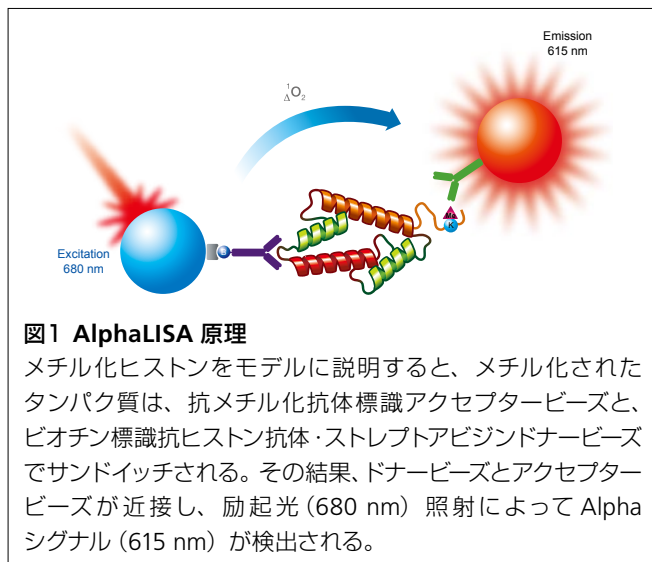 Emission
615 nm
1
ΔO2
Excitation
680 nm
B
Me
K
図1 AlphaLISA 原理
メチル化ヒストンをモデルに説明すると、メチル化された
タンパク質は、抗メチル化抗体標識アクセプタービーズと、
ビオチン標識抗ヒストン抗体・ストレプトアビジンドナービーズ
でサンドイッチされる。その結果、ドナービーズとアクセプター
ビーズが近接し、励起光（680 nm）照射によって Alpha
シグナル（615 nm）が検出される。